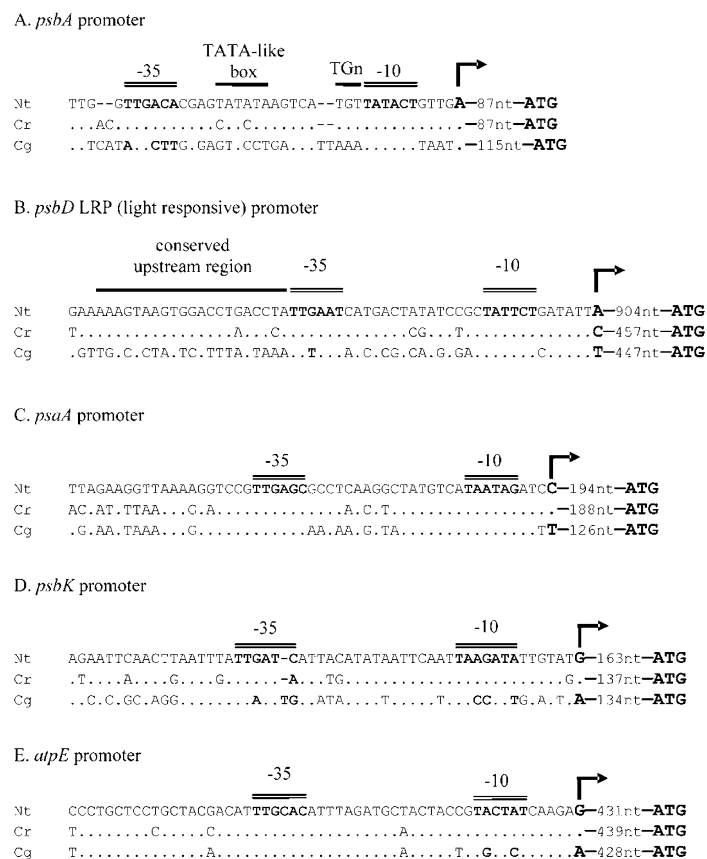 A. psbA promoter
TATA-like
-35 box TGn -10
Nt TTG--GTTGACACGAGTATATAAGTCA--TGTTATACTGTTGA—87nt—ATG
Cr ...AC.............C..C.......--..............—87nt—ATG
Cg ..TCATA..CTTG.GAGT.CCTGA...TTAAA......TAAT.—115nt—ATG
B. psbD LRP (light responsive) promoter
conserved
upstream region -35 -10
Nt GAAAAAGTAAGTGGACCTGACCTATTGAATCATGACTATATCCGCTATTCTGATATTA—904nt—ATG
Cr T.................A...C..............CG...T..............C—457nt—ATG
Cg .GTTG.C.CTA.TC.TTTA.TAAA..T...A.C.CG.CA.G.GA.......C.....T—447nt—ATG
C. psaA promoter
-35 -10
Nt TTAGAAGGTTAAAAGGTCCGTTGAGCGCCTCAAGGCTATGTCATAATAGATCCC—194nt—ATG
Cr AC.AT.TTAA...G.A..............A.C.T...................—188nt—ATG
Cg .G.AA.TAAA...G............AA.AA.G.TA...............TT—126nt—ATG
D. psbK promoter
-35 -10
Nt AGAATTCAACTTAATTTATTGAT-CATTACATATAATTCAATTAAGATATTGTATG—163nt—ATG
Cr .T....A....G....G......-A...TG.........................G.—137nt—ATG
Cg ..C.C.GC.AGG........A..TG..ATA....T.......T...CC..TG.A.T.A—134nt—ATG
E. atpE promoter
-35 -10
Nt CCCTGCTCCTGCTACGACATTTGCACATTTAGATGCTACTACCGTACTATCAAGAG—431nt—ATG
Cr T........C.....C....................A...................—439nt—ATG
Cg T..............A....................A.....T..G..C......A—428nt—ATG